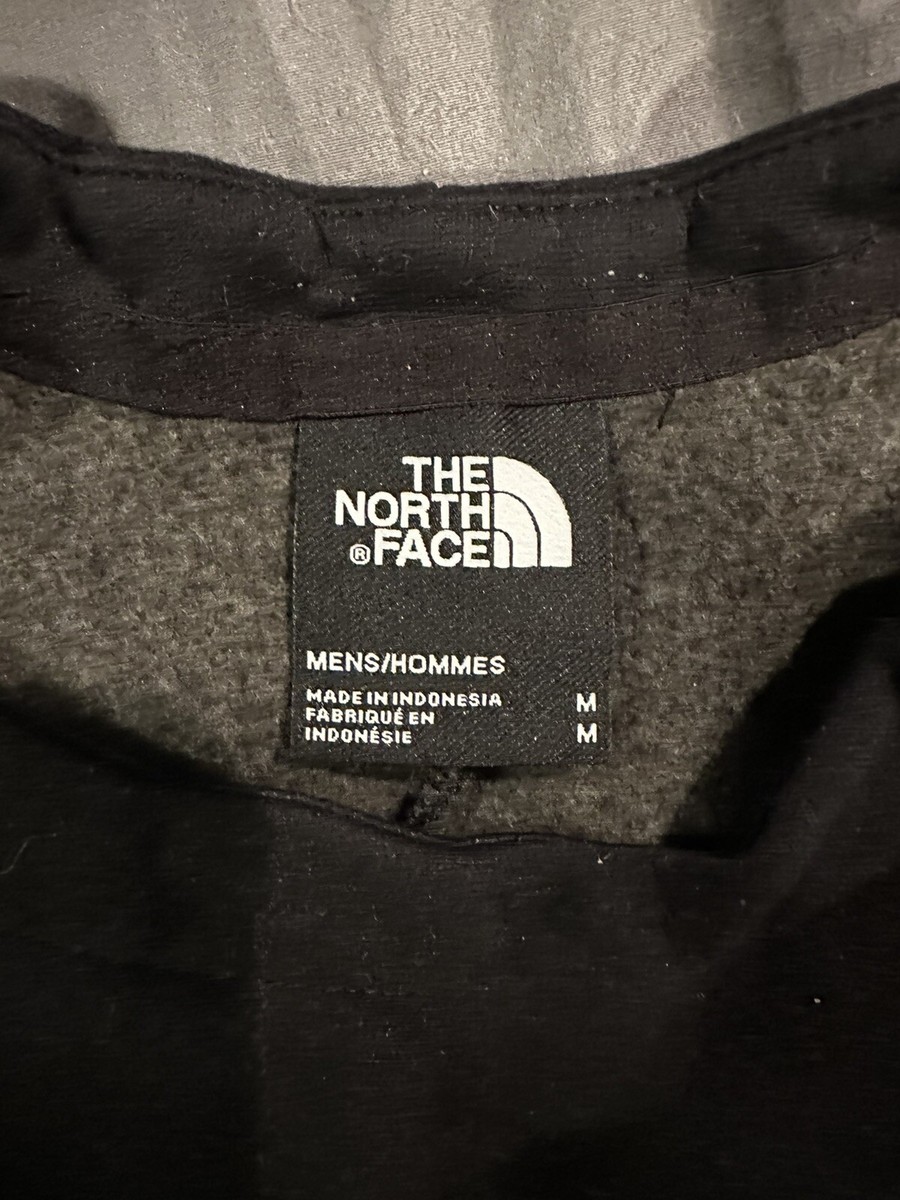 THE
NORTH
®FACE
MENS/HOMMES
MADE IN INDONESIA M
FABRIQUÉ EN
INDONÉSIE M